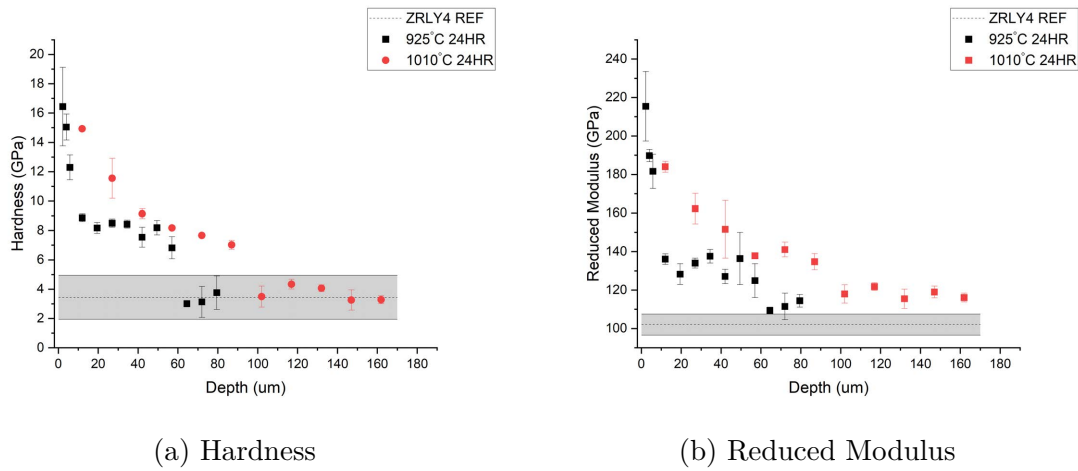 ZRLY4 REF
925°C 24HR
1010°C 24HR
20
18
16
14
12
10
8
6
4
2
0
Hardness (GPa)
0 20 40 60 80 100 120 140 160 180
Depth (um)
(a) Hardness
ZRLY4 REF
925°C 24HR
1010°C 24HR
240
220
200
180
160
140
120
100
Reduced Modulus (GPa)
0 20 40 60 80 100 120 140 160 180
Depth (um)
(b) Reduced Modulus